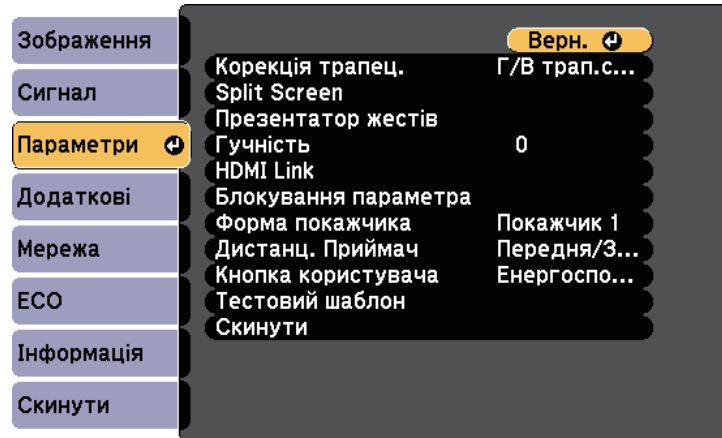 Зображення
Сигнал
Параметри
Додаткові
Мережа
ECO
Інформація
Скинути
Верн.
Корекція трапец. Г/В трап.с...
Split Screen
Презентатор жестів
Гучність 0
HDMI Link
Блокування параметра
Форма покажчика Покажчик 1
Дистанц. Приймач Передня/З...
Кнопка користувача Енергоспо...
Тестовий шаблон
Скинути